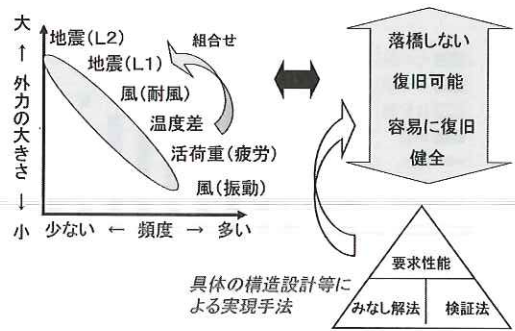 大
↑
外力の大きさ
↓
小
地震(L2)
地震(L1)
風(耐風)
温度差
活荷重(疲労)
風(振動)
組合せ
少ない ← 頻度 → 多い
落橋しない
復旧可能
容易に復旧
健全
具体の構造設計等に
よる実現手法
要求性能
みなし解法
検証法